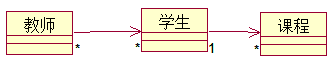 教师 学生 课程
* * 1 *